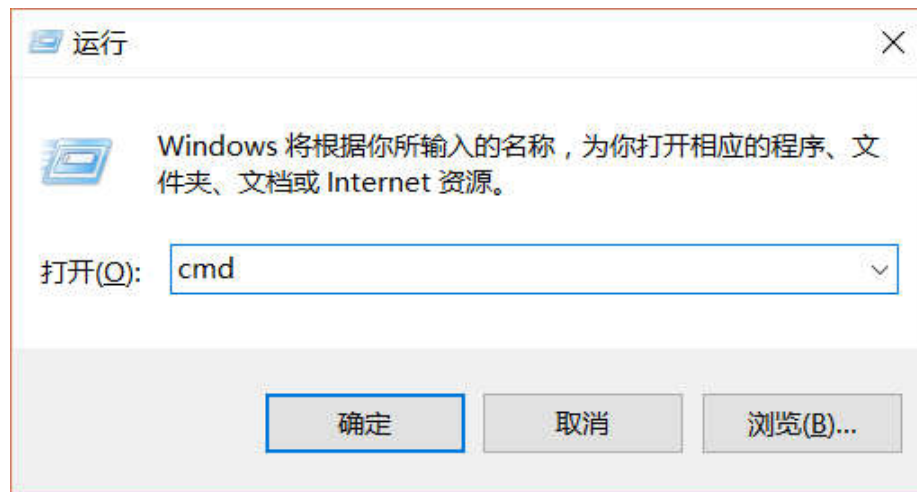 运行
Windows 将根据你所输入的名称，为你打开相应的程序、文
件夹、文档或 Internet 资源。
打开(O): cmd
确定 取消 浏览(B)...